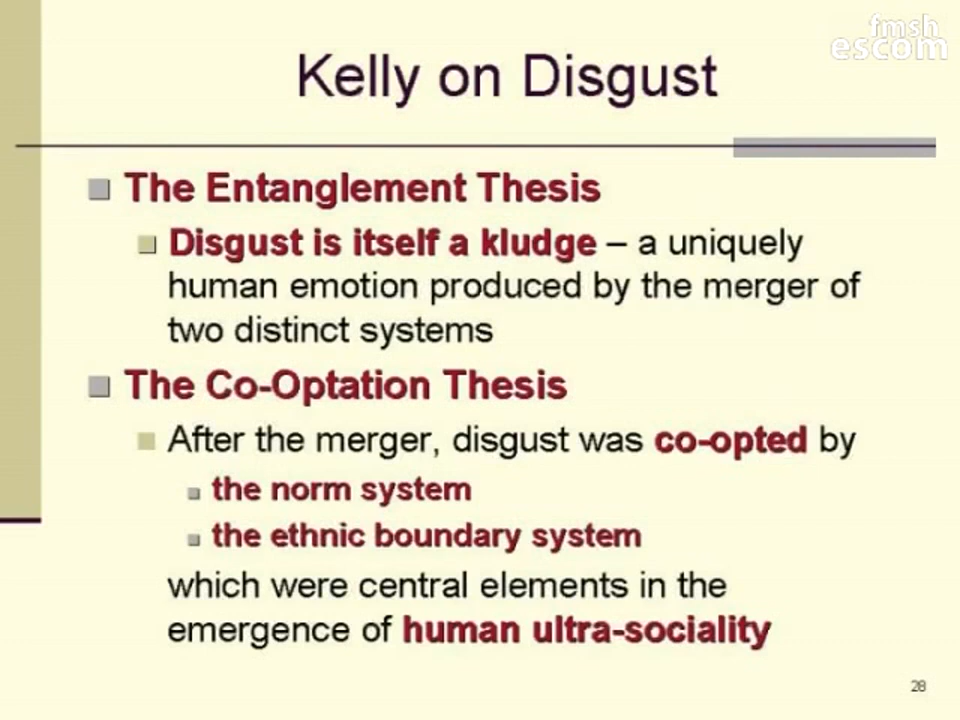 fmsh
escom
Kelly on Disgust
The Entanglement Thesis
Disgust is itself a kludge – a uniquely
human emotion produced by the merger of
two distinct systems
The Co-Optation Thesis
After the merger, disgust was co-opted by
the norm system
the ethnic boundary system
which were central elements in the
emergence of human ultra-sociality
28